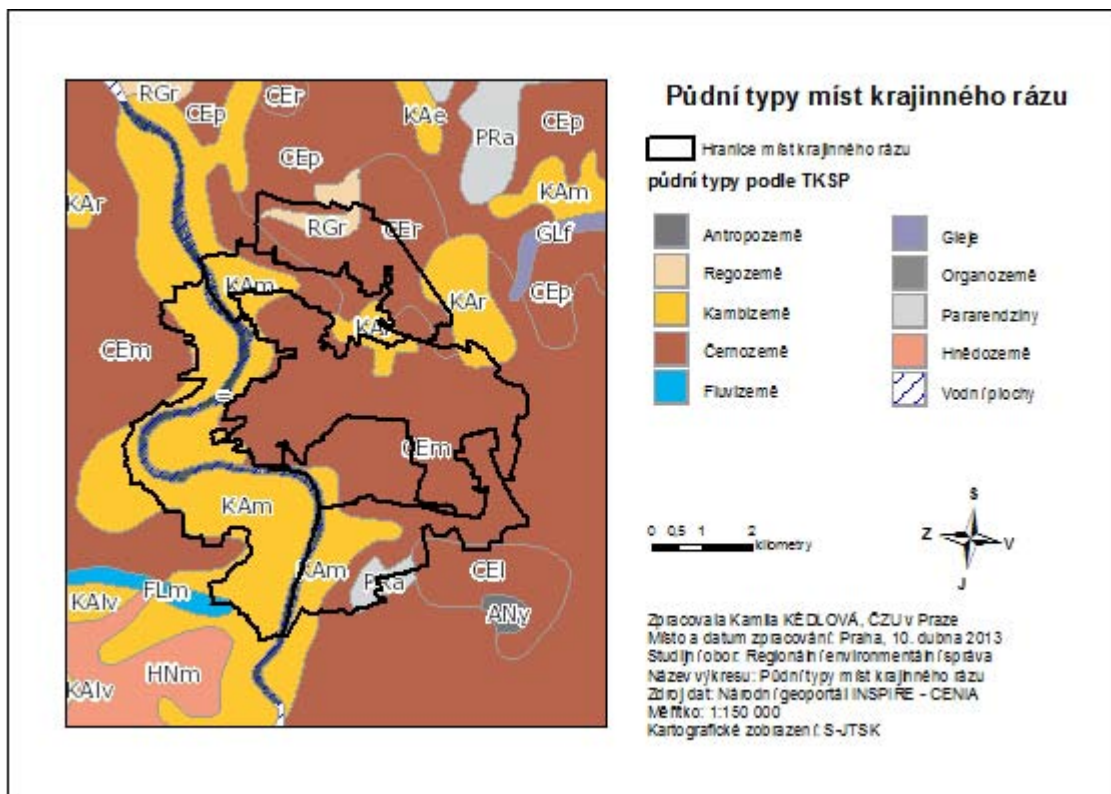 RGr
CEp
CEr
KAe
PRa
CEp
CEp
KAm
KAr
RGr
CEr
GLf
KAm
KAr
CEp
KAr
CEm
CEm
KAm
KAm
PRa
CEl
FLm
KAlv
ANy
HNm
KAlv
Půdní typy míst krajinného rázu
Hranice míst krajinného rázu
půdní typy podle TKSP
Antropozemě
Gleje
Regozemě
Organozemě
Kambizemě
Pararendziny
Černozemě
Hnědozemě
Fluvizemě
Vodní plochy
0 0,5 1 2
kilometry
S
Z
V
J
Zpracovala Kamila KÉDLOVÁ, ČZU v Praze
Místo a datum zpracování: Praha, 10. dubna 2013
Studijní obor: Regionální environmentální správa
Název výkresu: Půdní typy míst krajinného rázu
Zdroj dat: Národní geoportál INSPIRE - CENIA
Měřítko: 1:150 000
Kartografické zobrazení: S-JTSK